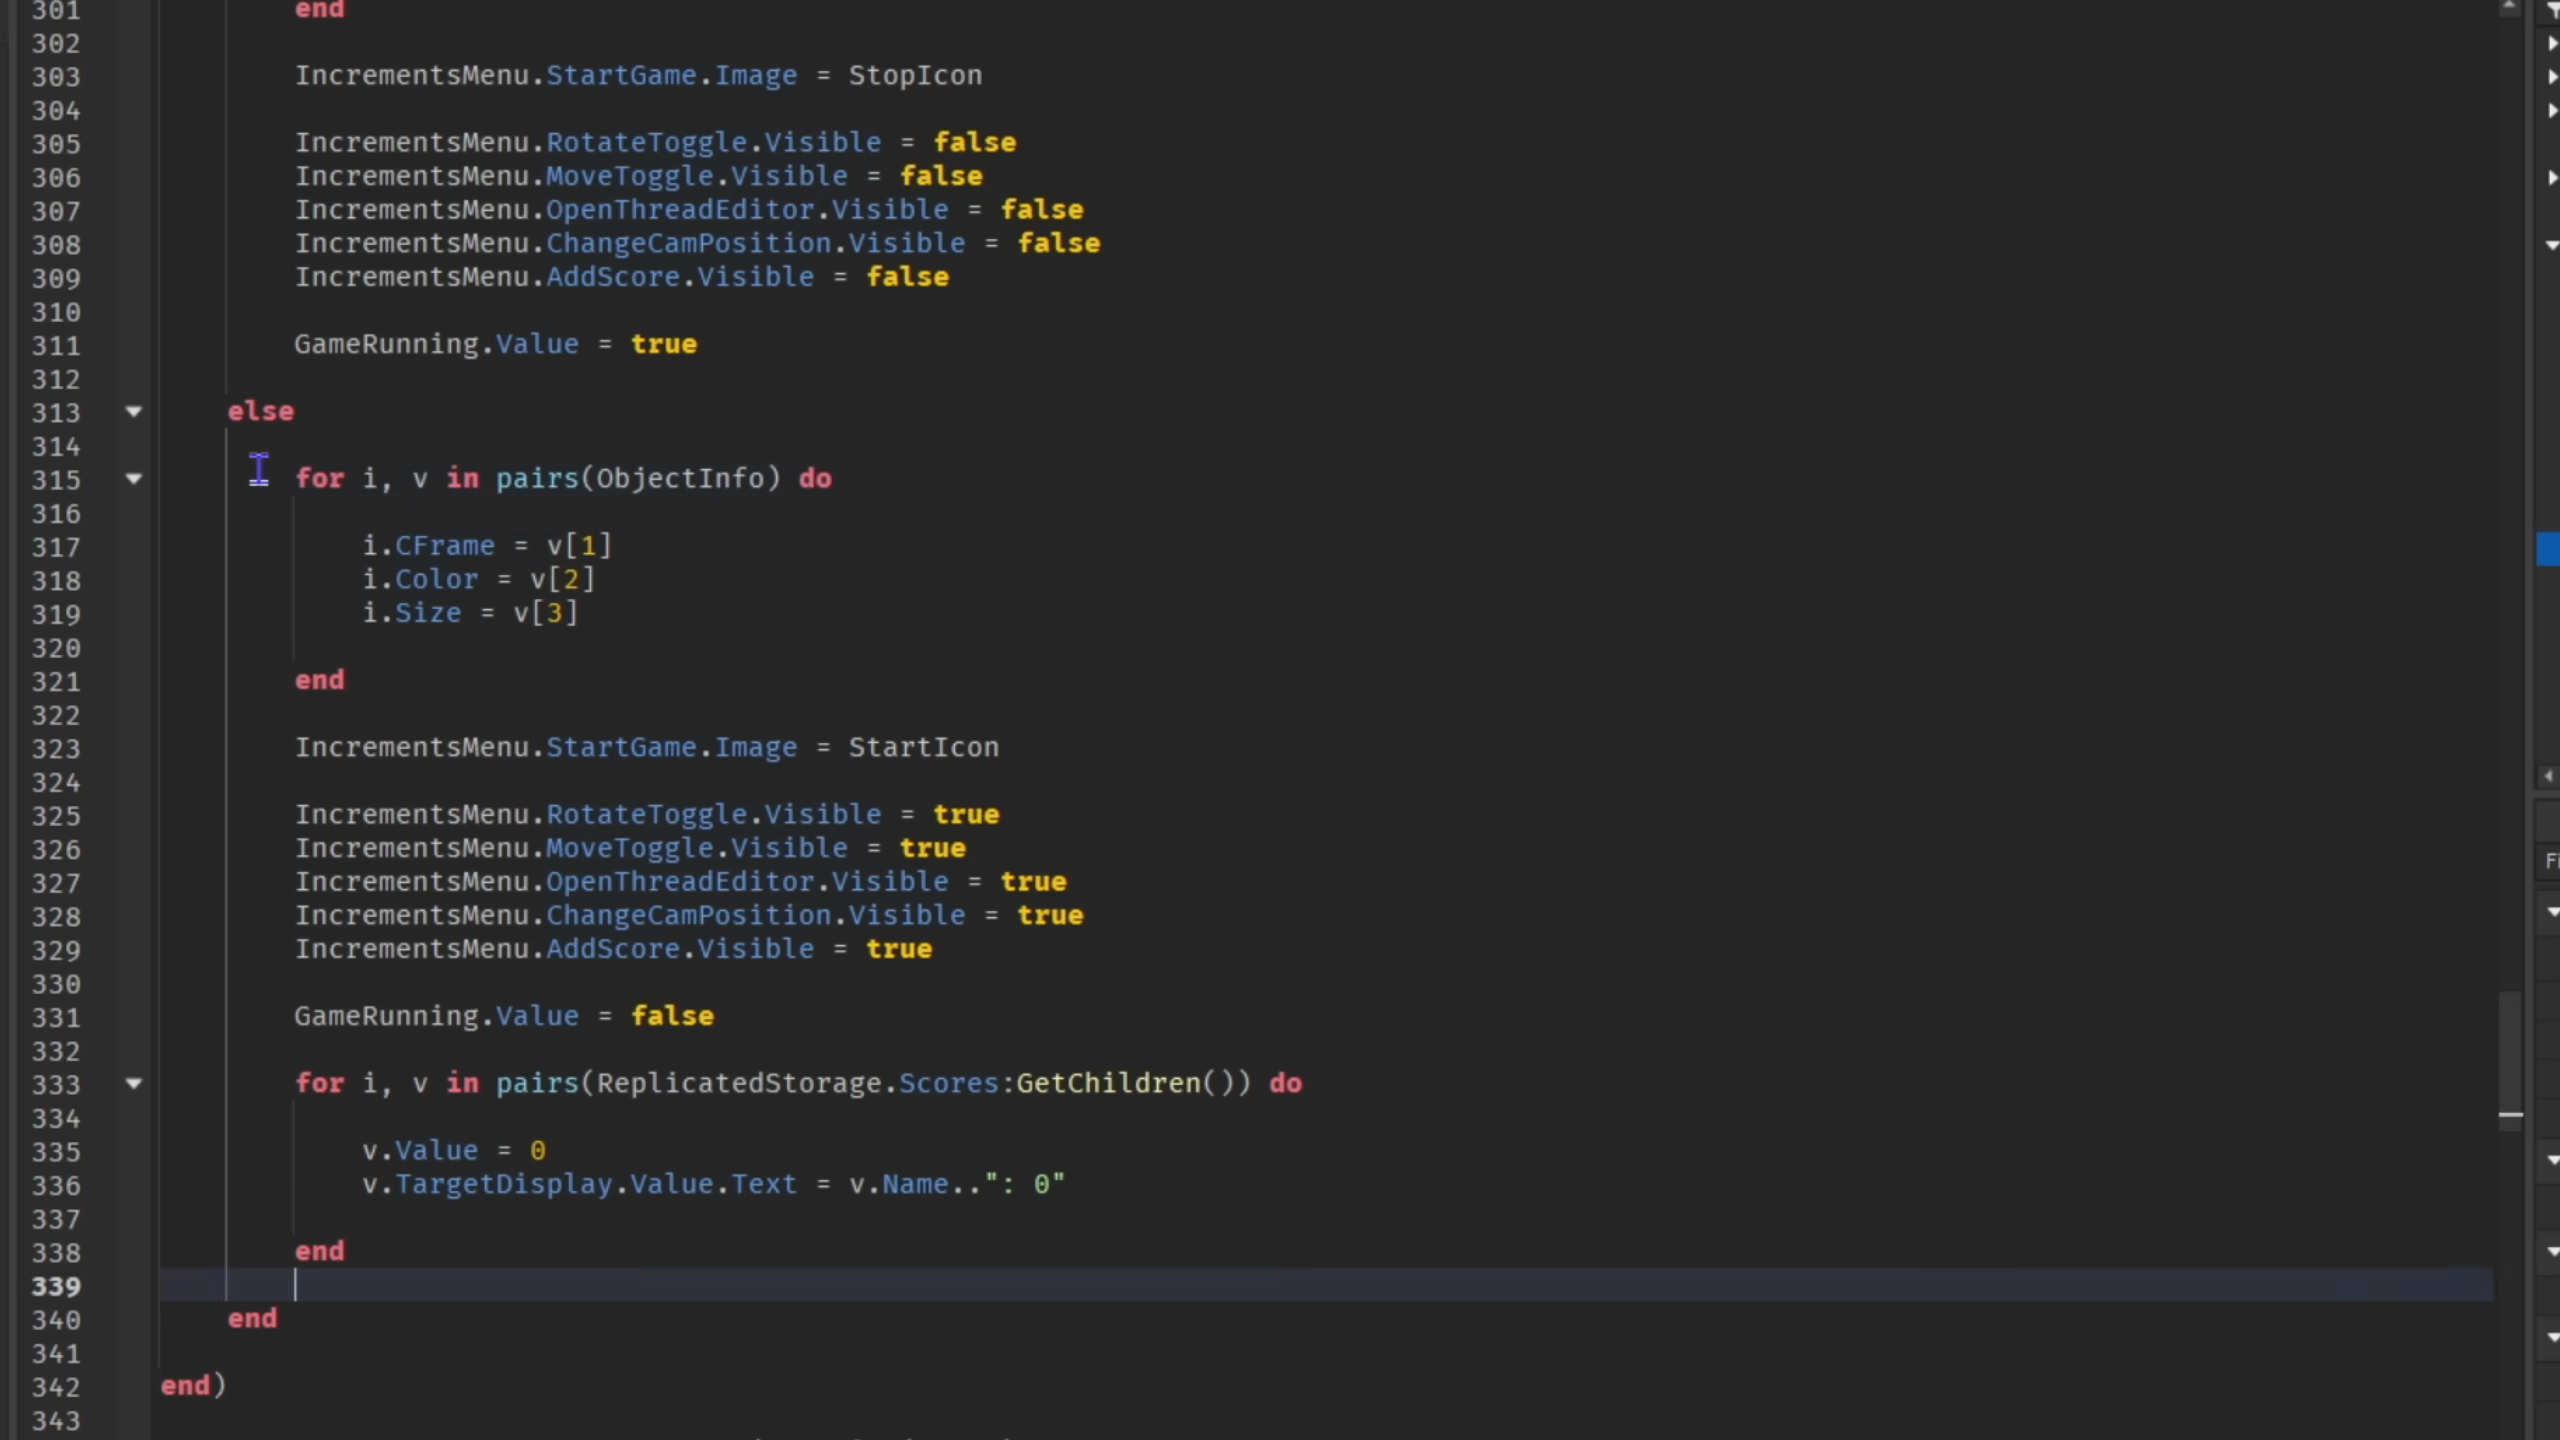 301 end
302
303 IncrementsMenu.StartGame.Image = StopIcon
304
305 IncrementsMenu.RotateToggle.Visible = false
306 IncrementsMenu.MoveToggle.Visible = false
307 IncrementsMenu.OpenThreadEditor.Visible = false
308 IncrementsMenu.ChangeCamPosition.Visible = false
309 IncrementsMenu.AddScore.Visible = false
310
311 GameRunning.Value = true
312
313 else
314
315 for i, v in pairs(ObjectInfo) do
316
317 i.CFrame = v[1]
318 i.Color = v[2]
319 i.Size = v[3]
320
321 end
322
323 IncrementsMenu.StartGame.Image = StartIcon
324
325 IncrementsMenu.RotateToggle.Visible = true
326 IncrementsMenu.MoveToggle.Visible = true
327 IncrementsMenu.OpenThreadEditor.Visible = true
328 IncrementsMenu.ChangeCamPosition.Visible = true
329 IncrementsMenu.AddScore.Visible = true
330
331 GameRunning.Value = false
332
333 for i, v in pairs(ReplicatedStorage.Scores:GetChildren()) do
334
335 v.Value = 0
336 v.TargetDisplay.Value.Text = v.Name..": 0"
337
338 end
339
340 end
341
342 end)
343